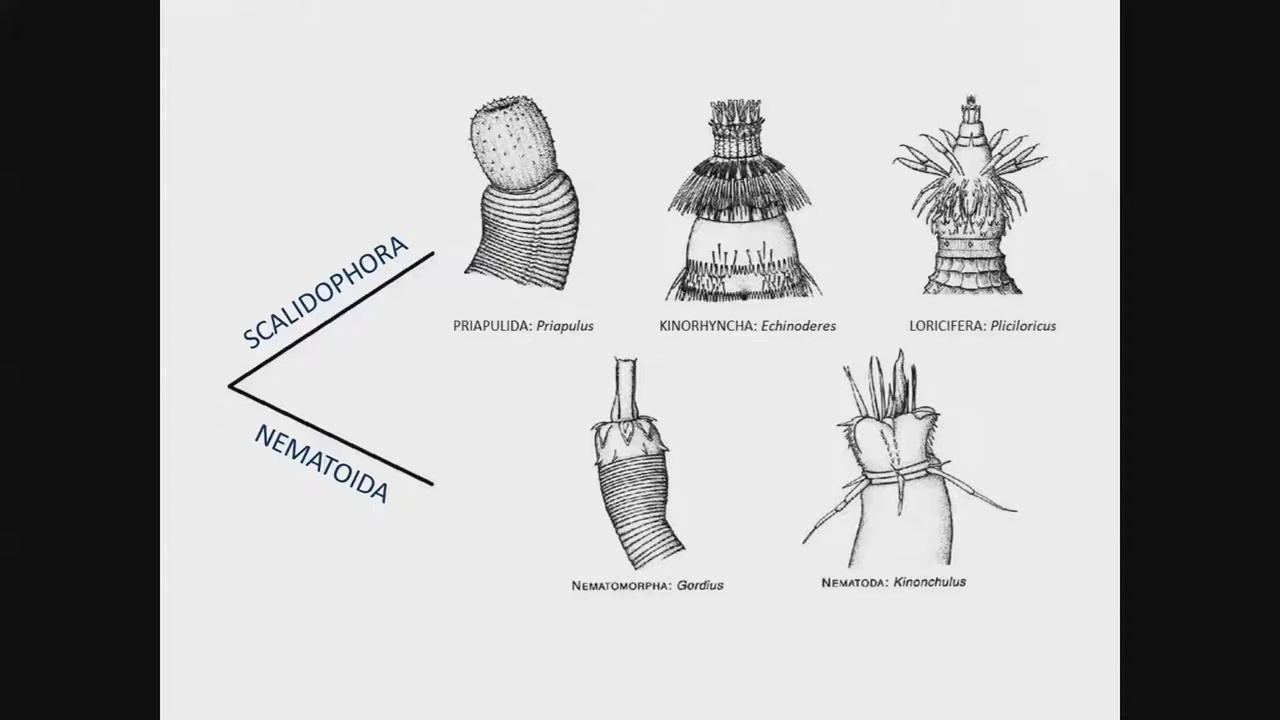 SCALIDOPHORA
PRIAPULIDA: Priapulus
KINORHYNCHA: Echinoderes
LORICIFERA: Pliciloricus
NEMATOIDA
NEMATOMORPHA: Gordius
NEMATODA: Kinonchulus